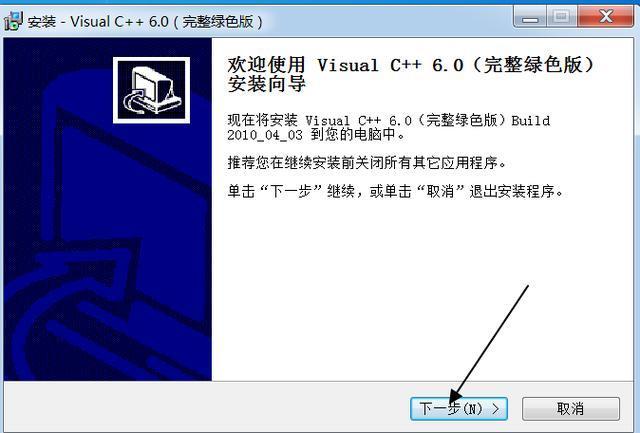 安装 - Visual C++ 6.0（完整绿色版）
欢迎使用 Visual C++ 6.0（完整绿色版）
安装向导
现在将安装 Visual C++ 6.0（完整绿色版）Build
2010_04_03 到您的电脑中。
推荐您在继续安装前关闭所有其它应用程序。
单击“下一步”继续，或单击“取消”退出安装程序。
下一步(N) >
取消